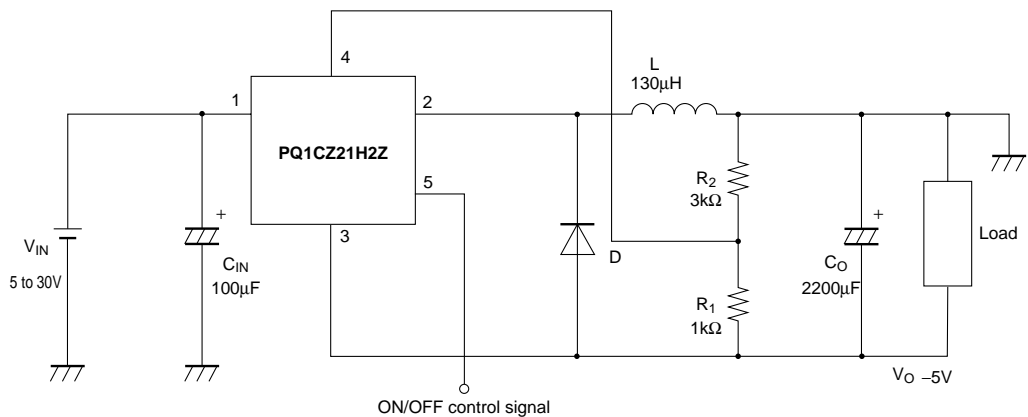 4
L
130µH
1
2
PQ1CZ21H2Z
R2
3kΩ
5
+
+
3
VIN
5 to 30V
CIN
100µF
D
CO
2200µF
Load
R1
1kΩ
VO –5V
ON/OFF control signal